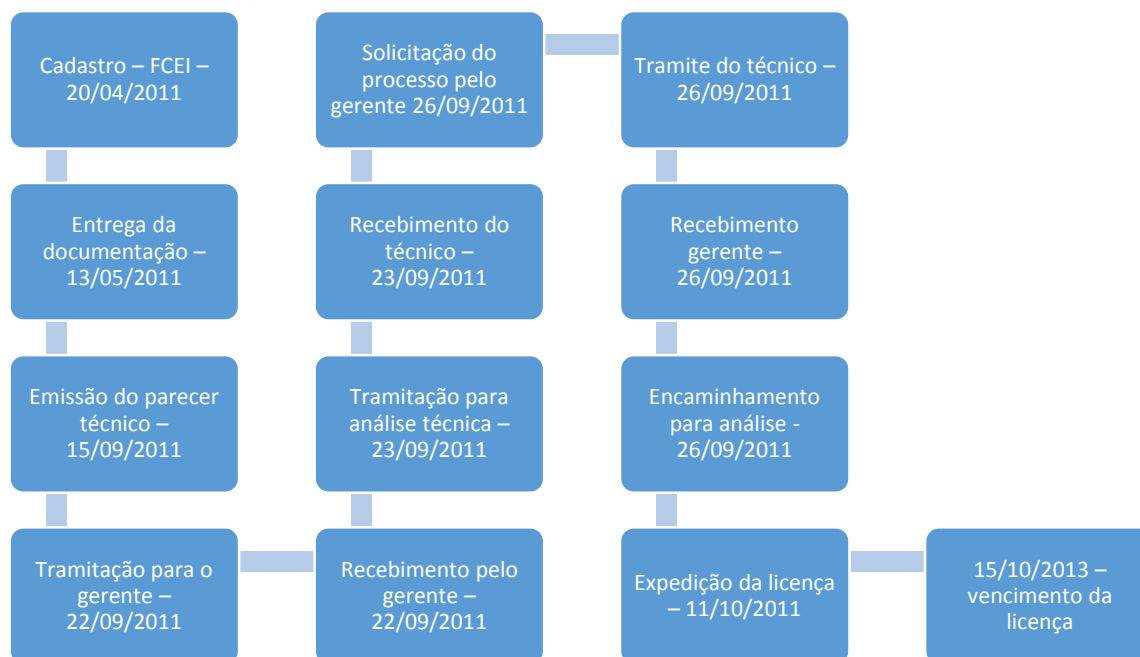 Cadastro – FCEI –
20/04/2011
Entrega da
documentação –
13/05/2011
Emissão do parecer
técnico –
15/09/2011
Tramitação para o
gerente –
22/09/2011
Recebimento pelo
gerente –
22/09/2011
Tramitação para
análise técnica –
23/09/2011
Recebimento do
técnico –
23/09/2011
Solicitação do
processo pelo
gerente 26/09/2011
Tramite do técnico –
26/09/2011
Recebimento
gerente –
26/09/2011
Encaminhamento
para análise -
26/09/2011
Expedição da licença
– 11/10/2011
15/10/2013 –
vencimento da
licença